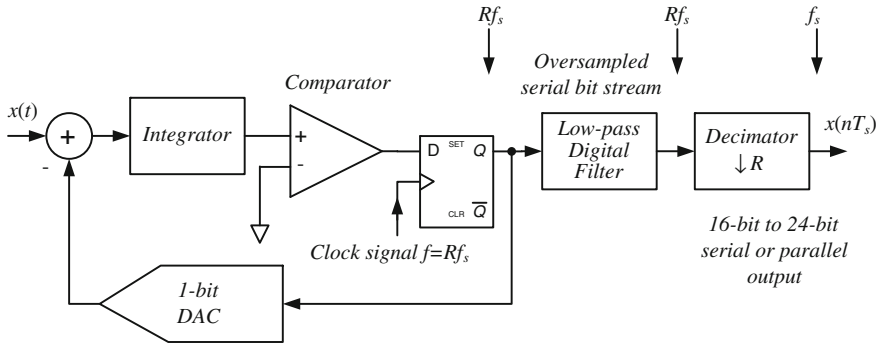 Rf_s
Rf_s
f_s
Oversampled
serial bit stream
Comparator
x(t)
+
-
Integrator
+
-
D SET Q
CLR Q̅
Low-pass
Digital
Filter
Decimator
↓ R
x(nT_s)
Clock signal f=Rf_s
16-bit to 24-bit
serial or parallel
output
1-bit
DAC